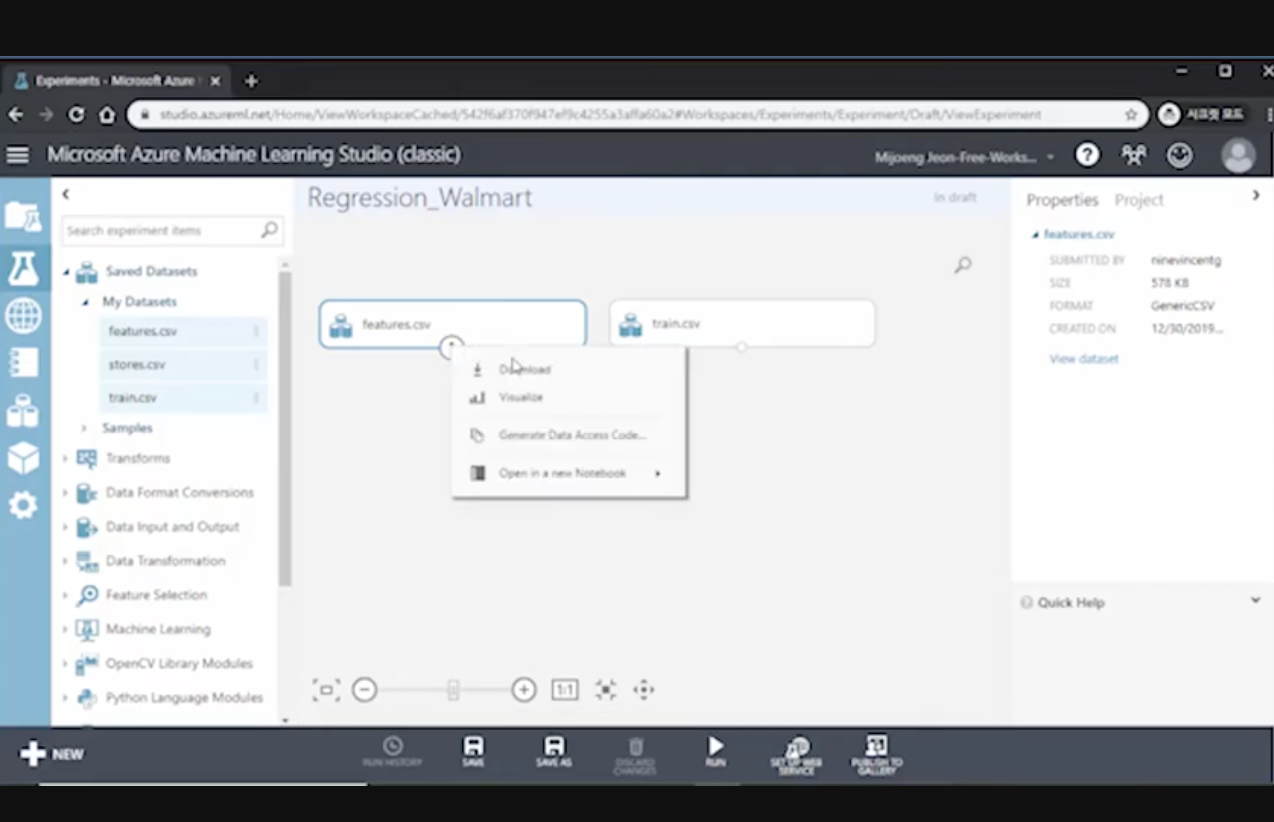 Experiments - Microsoft Azure
studio.azureml.net/Home/ViewWorkspaceCached/542f6af370f947ef9c4255a3affa60a2#Workspaces/Experiments/Experiment/Draft/ViewExperiment
시크릿 모드
Microsoft Azure Machine Learning Studio (classic)
Mijoeng Jeon-Free-Works...
?
Search experiment items
Saved Datasets
My Datasets
features.csv
stores.csv
train.csv
Samples
Transforms
Data Format Conversions
Data Input and Output
Data Transformation
Feature Selection
Machine Learning
OpenCV Library Modules
Python Language Modules
Regression_Walmart
In draft
features.csv
train.csv
Download
Visualize
Generate Data Access Code...
Open in a new Notebook
1:1
Properties Project
features.csv
SUBMITTED BY ninevincentg
SIZE 578 KB
FORMAT GenericCSV
CREATED ON 12/30/2019...
View dataset
Quick Help
NEW
RUN HISTORY
SAVE
SAVE AS
DISCARD
CHANGES
RUN
SET UP WEB
SERVICE
PUBLISH TO
GALLERY